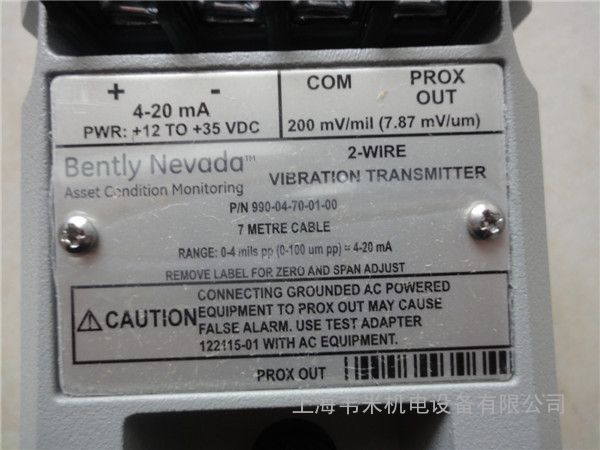 + -
4-20 mA
PWR: +12 TO +35 VDC
COM PROX OUT
200 mV/mil (7.87 mV/um)
Bently Nevada™
Asset Condition Monitoring
2-WIRE
VIBRATION TRANSMITTER
P/N 990-04-70-01-00
7 METRE CABLE
RANGE: 0-4 mils pp (0-100 um pp) = 4-20 mA
REMOVE LABEL FOR ZERO AND SPAN ADJUST
CAUTION
CONNECTING GROUNDED AC POWERED
EQUIPMENT TO PROX OUT MAY CAUSE
FALSE ALARM. USE TEST ADAPTER
122115-01 WITH AC EQUIPMENT.
PROX OUT
上海韦米机电设备有限公司